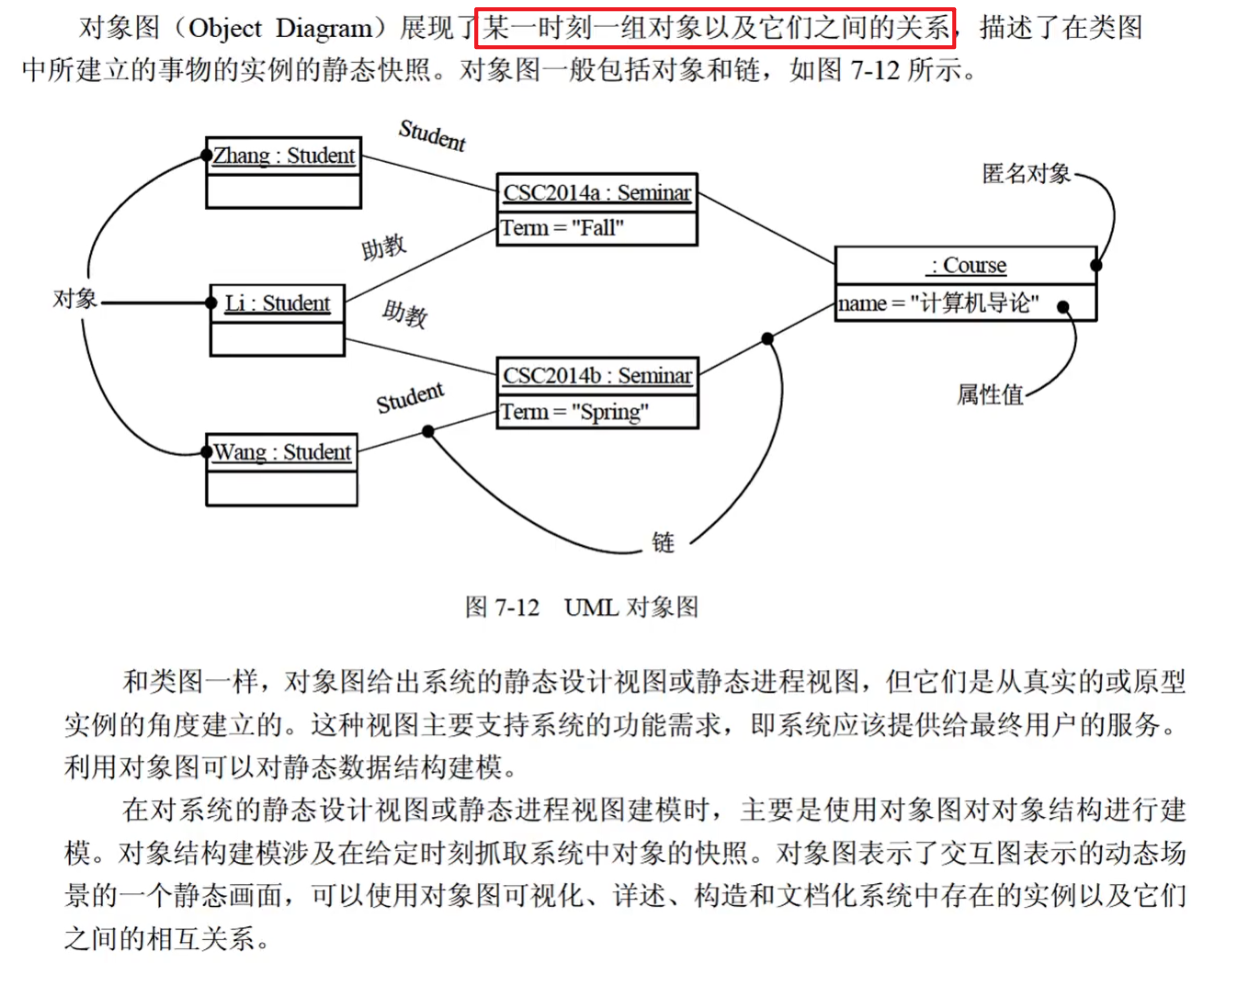 对象图（Object Diagram）展现了某一时刻一组对象以及它们之间的关系，描述了在类图
中所建立的事物的实例的静态快照。对象图一般包括对象和链，如图 7-12 所示。
Student
Zhang : Student
匿名对象
CSC2014a : Seminar
Term = "Fall"
助教
: Course
对象
Li : Student
助教
name = "计算机导论"
CSC2014b : Seminar
属性值
Student
Term = "Spring"
Wang : Student
链
图 7-12 UML 对象图
和类图一样，对象图给出系统的静态设计视图或静态进程视图，但它们是从真实的或原型
实例的角度建立的。这种视图主要支持系统的功能需求，即系统应该提供给最终用户的服务。
利用对象图可以对静态数据结构建模。
在对系统的静态设计视图或静态进程视图建模时，主要是使用对象图对对象结构进行建
模。对象结构建模涉及在给定时刻抓取系统中对象的快照。对象图表示了交互图表示的动态场
景的一个静态画面，可以使用对象图可视化、详述、构造和文档化系统中存在的实例以及它们
之间的相互关系。